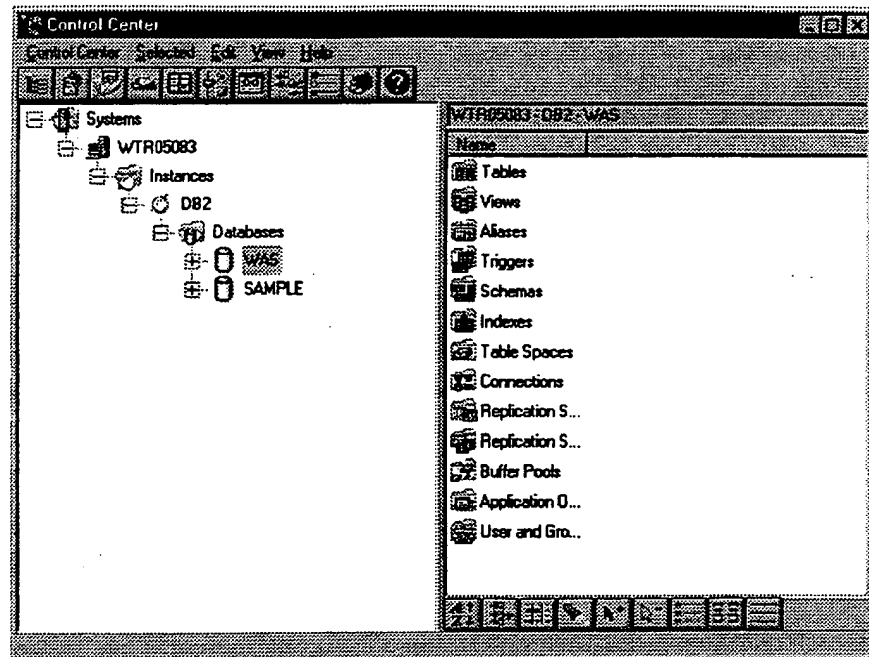 Control Center
Control Center Selected Edit View Help
Systems
WTR05083
Instances
DB2
Databases
WAS
SAMPLE
WTR05083 - DB2 - WAS
Name
Tables
Views
Aliases
Triggers
Schemas
Indexes
Table Spaces
Connections
Replication S...
Replication S...
Buffer Pools
Application O...
User and Gro...